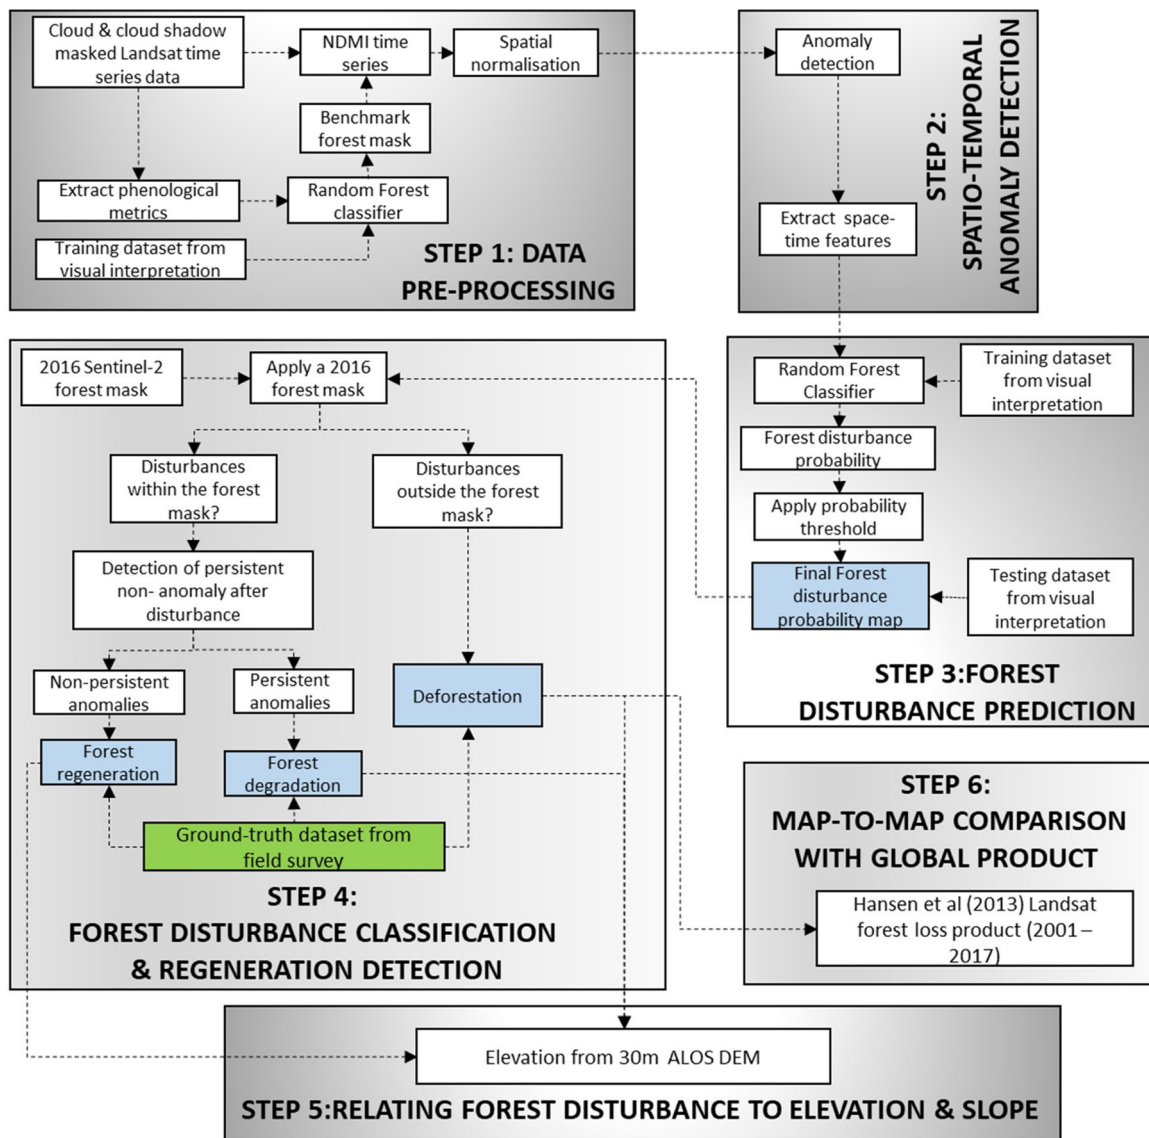 Cloud & cloud shadow
masked Landsat time
series data
NDMI time
series
Spatial
normalisation
Benchmark
forest mask
Extract phenological
metrics
Random Forest
classifier
Training dataset from
visual interpretation
STEP 1: DATA
PRE-PROCESSING
Anomaly
detection
Extract space-
time features
STEP 2:
SPATIO-TEMPORAL
ANOMALY DETECTION
Random Forest
Classifier
Training dataset
from visual
interpretation
Forest disturbance
probability
Apply probability
threshold
Final Forest
disturbance
probability map
Testing dataset
from visual
interpretation
STEP 3:FOREST
DISTURBANCE PREDICTION
2016 Sentinel-2
forest mask
Apply a 2016
forest mask
Disturbances
within the forest
mask?
Disturbances
outside the forest
mask?
Detection of persistent
non- anomaly after
disturbance
Non-persistent
anomalies
Persistent
anomalies
Deforestation
Forest
regeneration
Forest
degradation
Ground-truth dataset from
field survey
STEP 4:
FOREST DISTURBANCE CLASSIFICATION
& REGENERATION DETECTION
STEP 6:
MAP-TO-MAP COMPARISON
WITH GLOBAL PRODUCT
Hansen et al (2013) Landsat
forest loss product (2001 –
2017)
Elevation from 30m ALOS DEM
STEP 5:RELATING FOREST DISTURBANCE TO ELEVATION & SLOPE